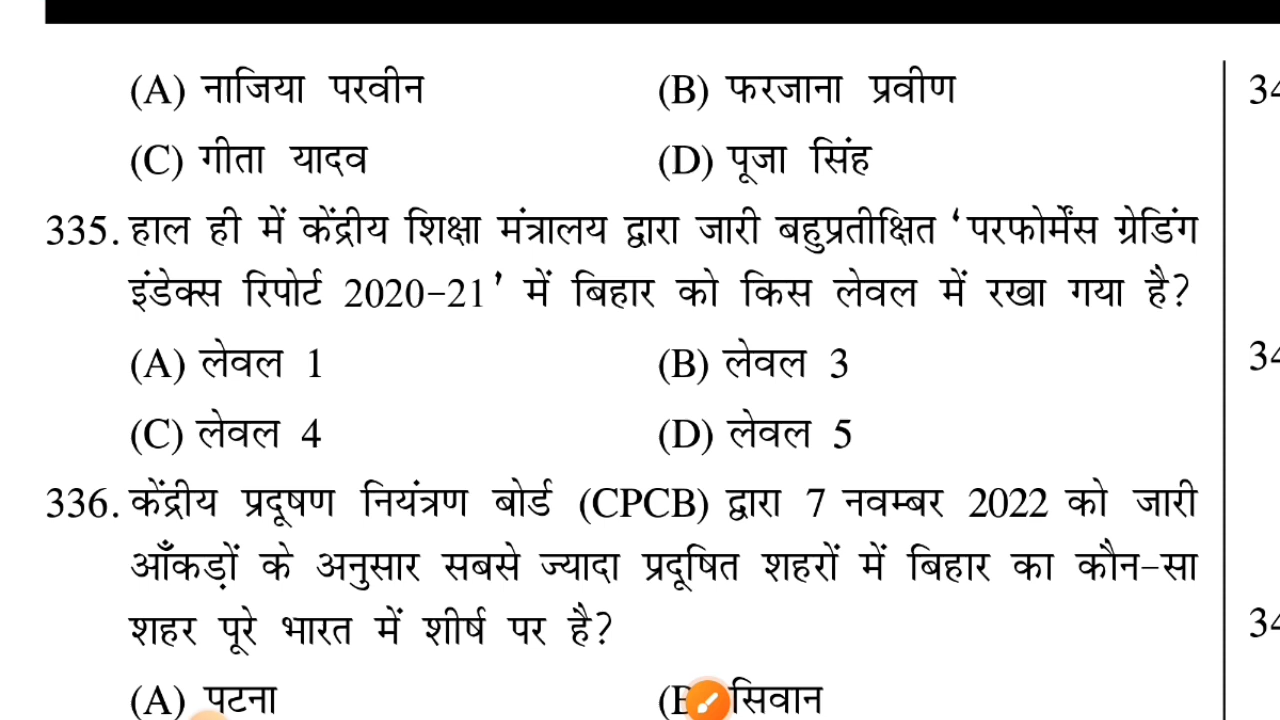 (A) नाजिया परवीन (B) फरजाना प्रवीण
(C) गीता यादव (D) पूजा सिंह
335. हाल ही में केंद्रीय शिक्षा मंत्रालय द्वारा जारी बहुप्रतीक्षित ‘परफोर्मेंस ग्रेडिंग
इंडेक्स रिपोर्ट 2020-21’ में बिहार को किस लेवल में रखा गया है?
(A) लेवल 1 (B) लेवल 3
(C) लेवल 4 (D) लेवल 5
336. केंद्रीय प्रदूषण नियंत्रण बोर्ड (CPCB) द्वारा 7 नवम्बर 2022 को जारी
आँकड़ों के अनुसार सबसे ज्यादा प्रदूषित शहरों में बिहार का कौन-सा
शहर पूरे भारत में शीर्ष पर है?
(A) पटना (B सिवान